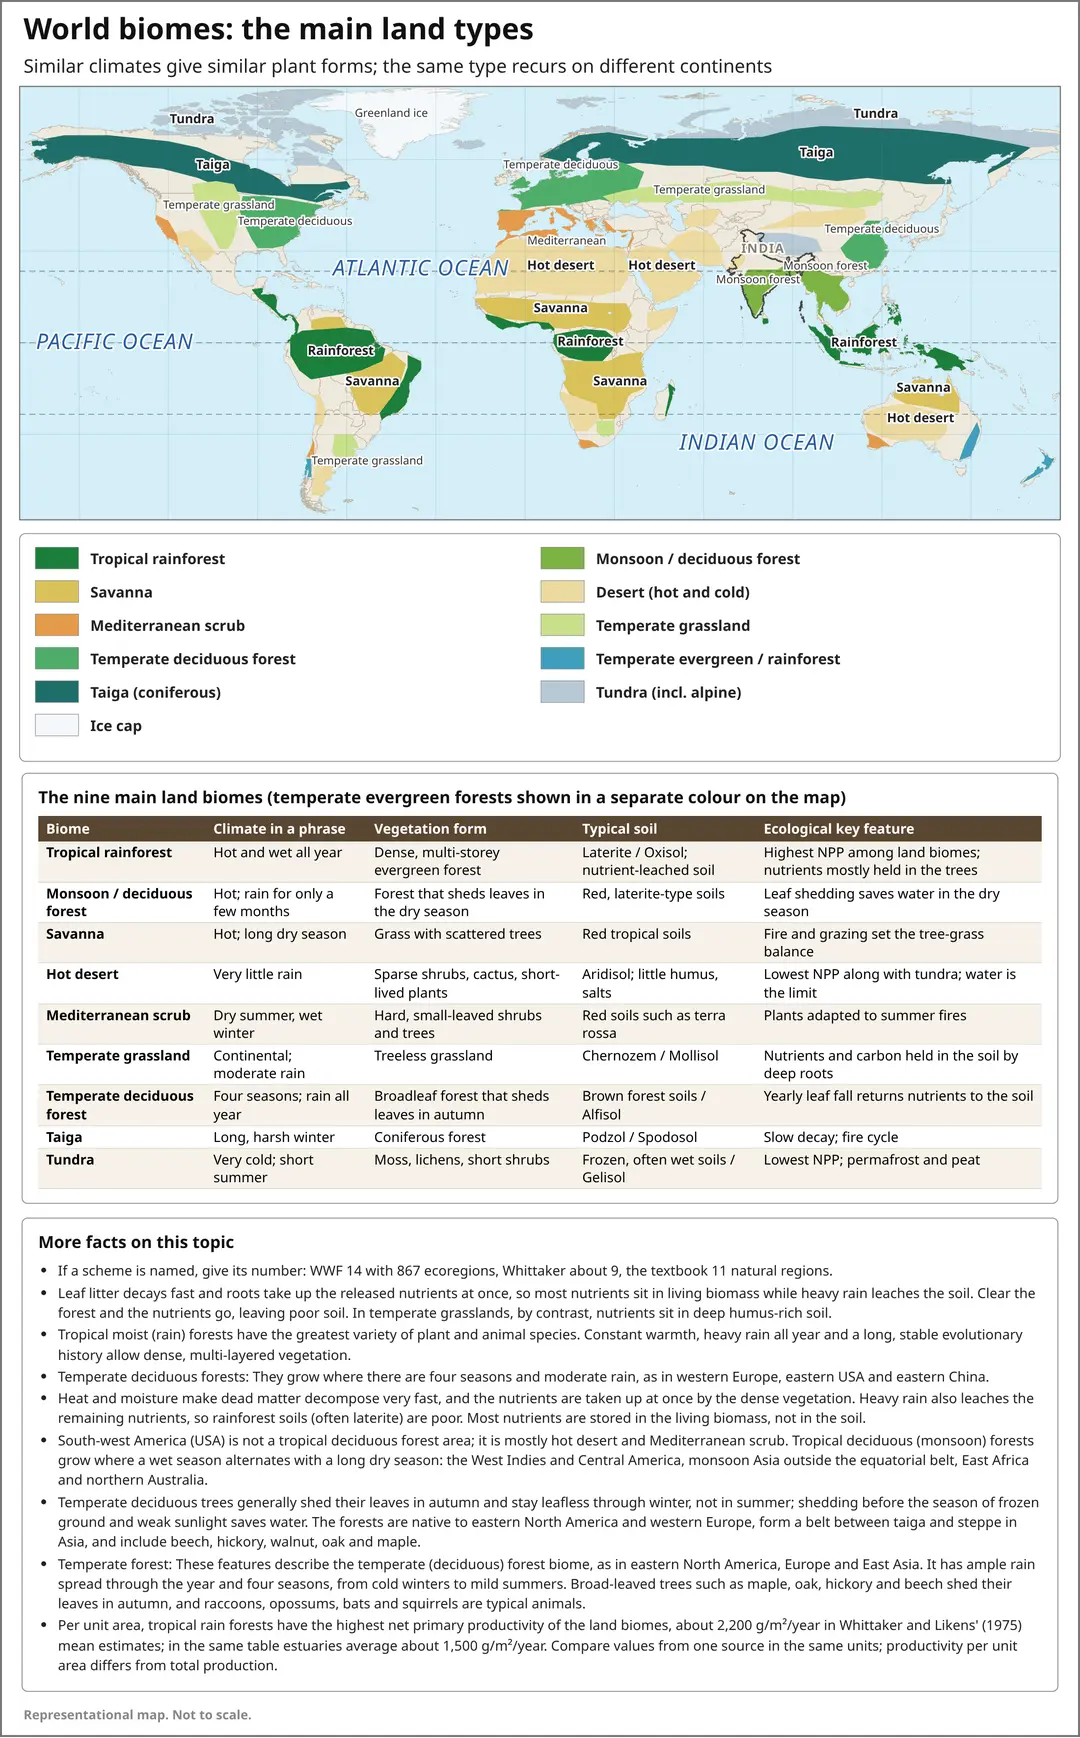 World biomes: the main land types
Similar climates give similar plant forms; the same type recurs on different continents
Tundra
Greenland ice
Tundra
Taiga
Temperate deciduous
Taiga
Temperate grassland
Temperate grassland
Temperate deciduous
Temperate deciduous
Mediterranean
INDIA
ATLANTIC OCEAN
Hot desert
Hot desert
Monsoon forest
Monsoon forest
Savanna
PACIFIC OCEAN
Rainforest
Rainforest
Rainforest
Savanna
Savanna
Savanna
Hot desert
INDIAN OCEAN
Temperate grassland
Tropical rainforest
Monsoon / deciduous forest
Savanna
Desert (hot and cold)
Mediterranean scrub
Temperate grassland
Temperate deciduous forest
Temperate evergreen / rainforest
Taiga (coniferous)
Tundra (incl. alpine)
Ice cap
The nine main land biomes (temperate evergreen forests shown in a separate colour on the map)
Biome Climate in a phrase Vegetation form Typical soil Ecological key feature
Tropical rainforest Hot and wet all year Dense, multi-storey Laterite / Oxisol; Highest NPP among land biomes;
evergreen forest nutrient-leached soil nutrients mostly held in the trees
Monsoon / deciduous Hot; rain for only a Forest that sheds leaves in Red, laterite-type soils Leaf shedding saves water in the dry
forest few months the dry season season
Savanna Hot; long dry season Grass with scattered trees Red tropical soils Fire and grazing set the tree-grass
balance
Hot desert Very little rain Sparse shrubs, cactus, short- Aridisol; little humus, Lowest NPP along with tundra; water is
lived plants salts the limit
Mediterranean scrub Dry summer, wet Hard, small-leaved shrubs Red soils such as terra Plants adapted to summer fires
winter and trees rossa
Temperate grassland Continental; Treeless grassland Chernozem / Mollisol Nutrients and carbon held in the soil by
moderate rain deep roots
Temperate deciduous Four seasons; rain all Broadleaf forest that sheds Brown forest soils / Yearly leaf fall returns nutrients to the soil
forest year leaves in autumn Alfisol
Taiga Long, harsh winter Coniferous forest Podzol / Spodosol Slow decay; fire cycle
Tundra Very cold; short Moss, lichens, short shrubs Frozen, often wet soils / Lowest NPP; permafrost and peat
summer Gelisol
More facts on this topic
• If a scheme is named, give its number: WWF 14 with 867 ecoregions, Whittaker about 9, the textbook 11 natural regions.
• Leaf litter decays fast and roots take up the released nutrients at once, so most nutrients sit in living biomass while heavy rain leaches the soil. Clear the
forest and the nutrients go, leaving poor soil. In temperate grasslands, by contrast, nutrients sit in deep humus-rich soil.
• Tropical moist (rain) forests have the greatest variety of plant and animal species. Constant warmth, heavy rain all year and a long, stable evolutionary
history allow dense, multi-layered vegetation.
• Temperate deciduous forests: They grow where there are four seasons and moderate rain, as in western Europe, eastern USA and eastern China.
• Heat and moisture make dead matter decompose very fast, and the nutrients are taken up at once by the dense vegetation. Heavy rain also leaches the
remaining nutrients, so rainforest soils (often laterite) are poor. Most nutrients are stored in the living biomass, not in the soil.
• South-west America (USA) is not a tropical deciduous forest area; it is mostly hot desert and Mediterranean scrub. Tropical deciduous (monsoon) forests
grow where a wet season alternates with a long dry season: the West Indies and Central America, monsoon Asia outside the equatorial belt, East Africa
and northern Australia.
• Temperate deciduous trees generally shed their leaves in autumn and stay leafless through winter, not in summer; shedding before the season of frozen
ground and weak sunlight saves water. The forests are native to eastern North America and western Europe, form a belt between taiga and steppe in
Asia, and include beech, hickory, walnut, oak and maple.
• Temperate forest: These features describe the temperate (deciduous) forest biome, as in eastern North America, Europe and East Asia. It has ample rain
spread through the year and four seasons, from cold winters to mild summers. Broad-leaved trees such as maple, oak, hickory and beech shed their
leaves in autumn, and raccoons, opossums, bats and squirrels are typical animals.
• Per unit area, tropical rain forests have the highest net primary productivity of the land biomes, about 2,200 g/m²/year in Whittaker and Likens' (1975)
mean estimates; in the same table estuaries average about 1,500 g/m²/year. Compare values from one source in the same units; productivity per unit
area differs from total production.
Representational map. Not to scale.